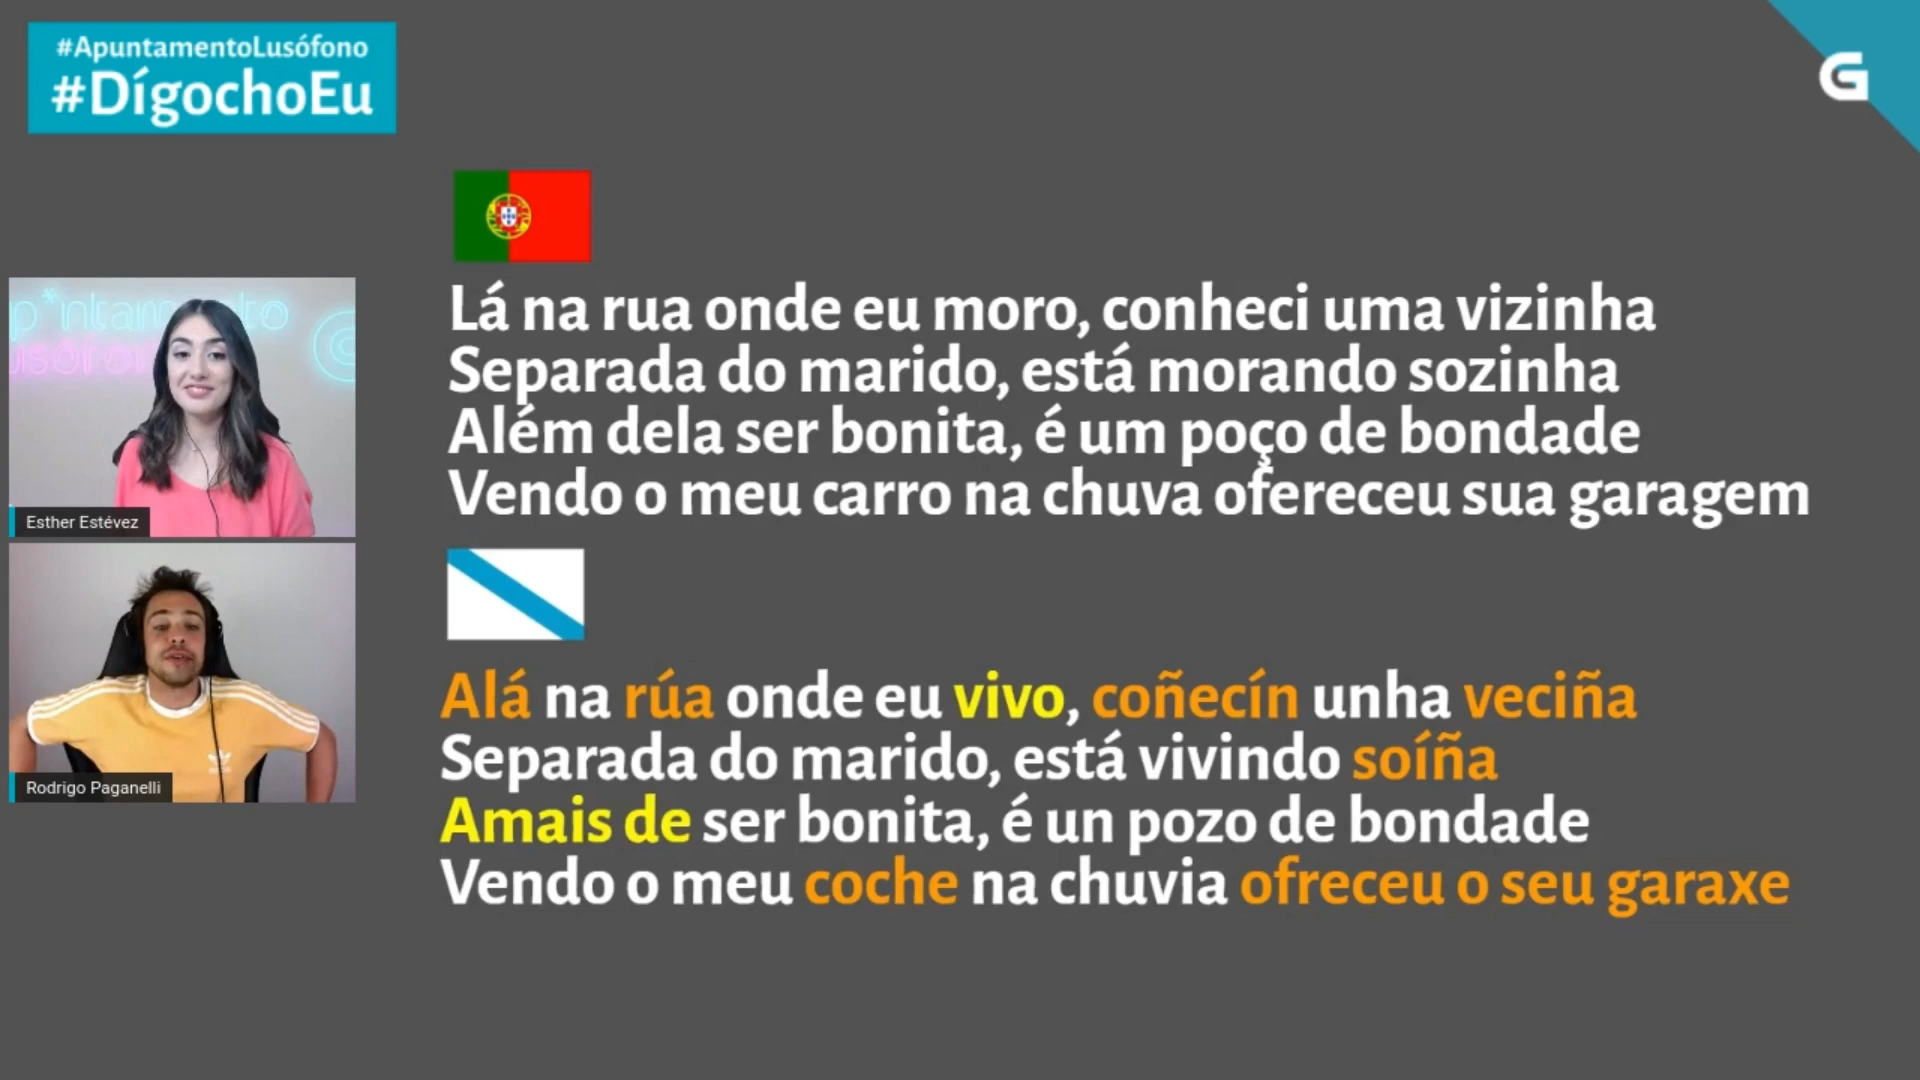 #ApuntamentoLusófono
#DígochoEu
G
Lá na rua onde eu moro, conheci uma vizinha
Separada do marido, está morando sozinha
Além dela ser bonita, é um poço de bondade
Vendo o meu carro na chuva ofereceu sua garagem
Esther Estévez
Rodrigo Paganelli
Alá na rúa onde eu vivo, coñecín unha veciña
Separada do marido, está vivindo soíña
Amais de ser bonita, é un pozo de bondade
Vendo o meu coche na chuvia ofreceu o seu garaxe